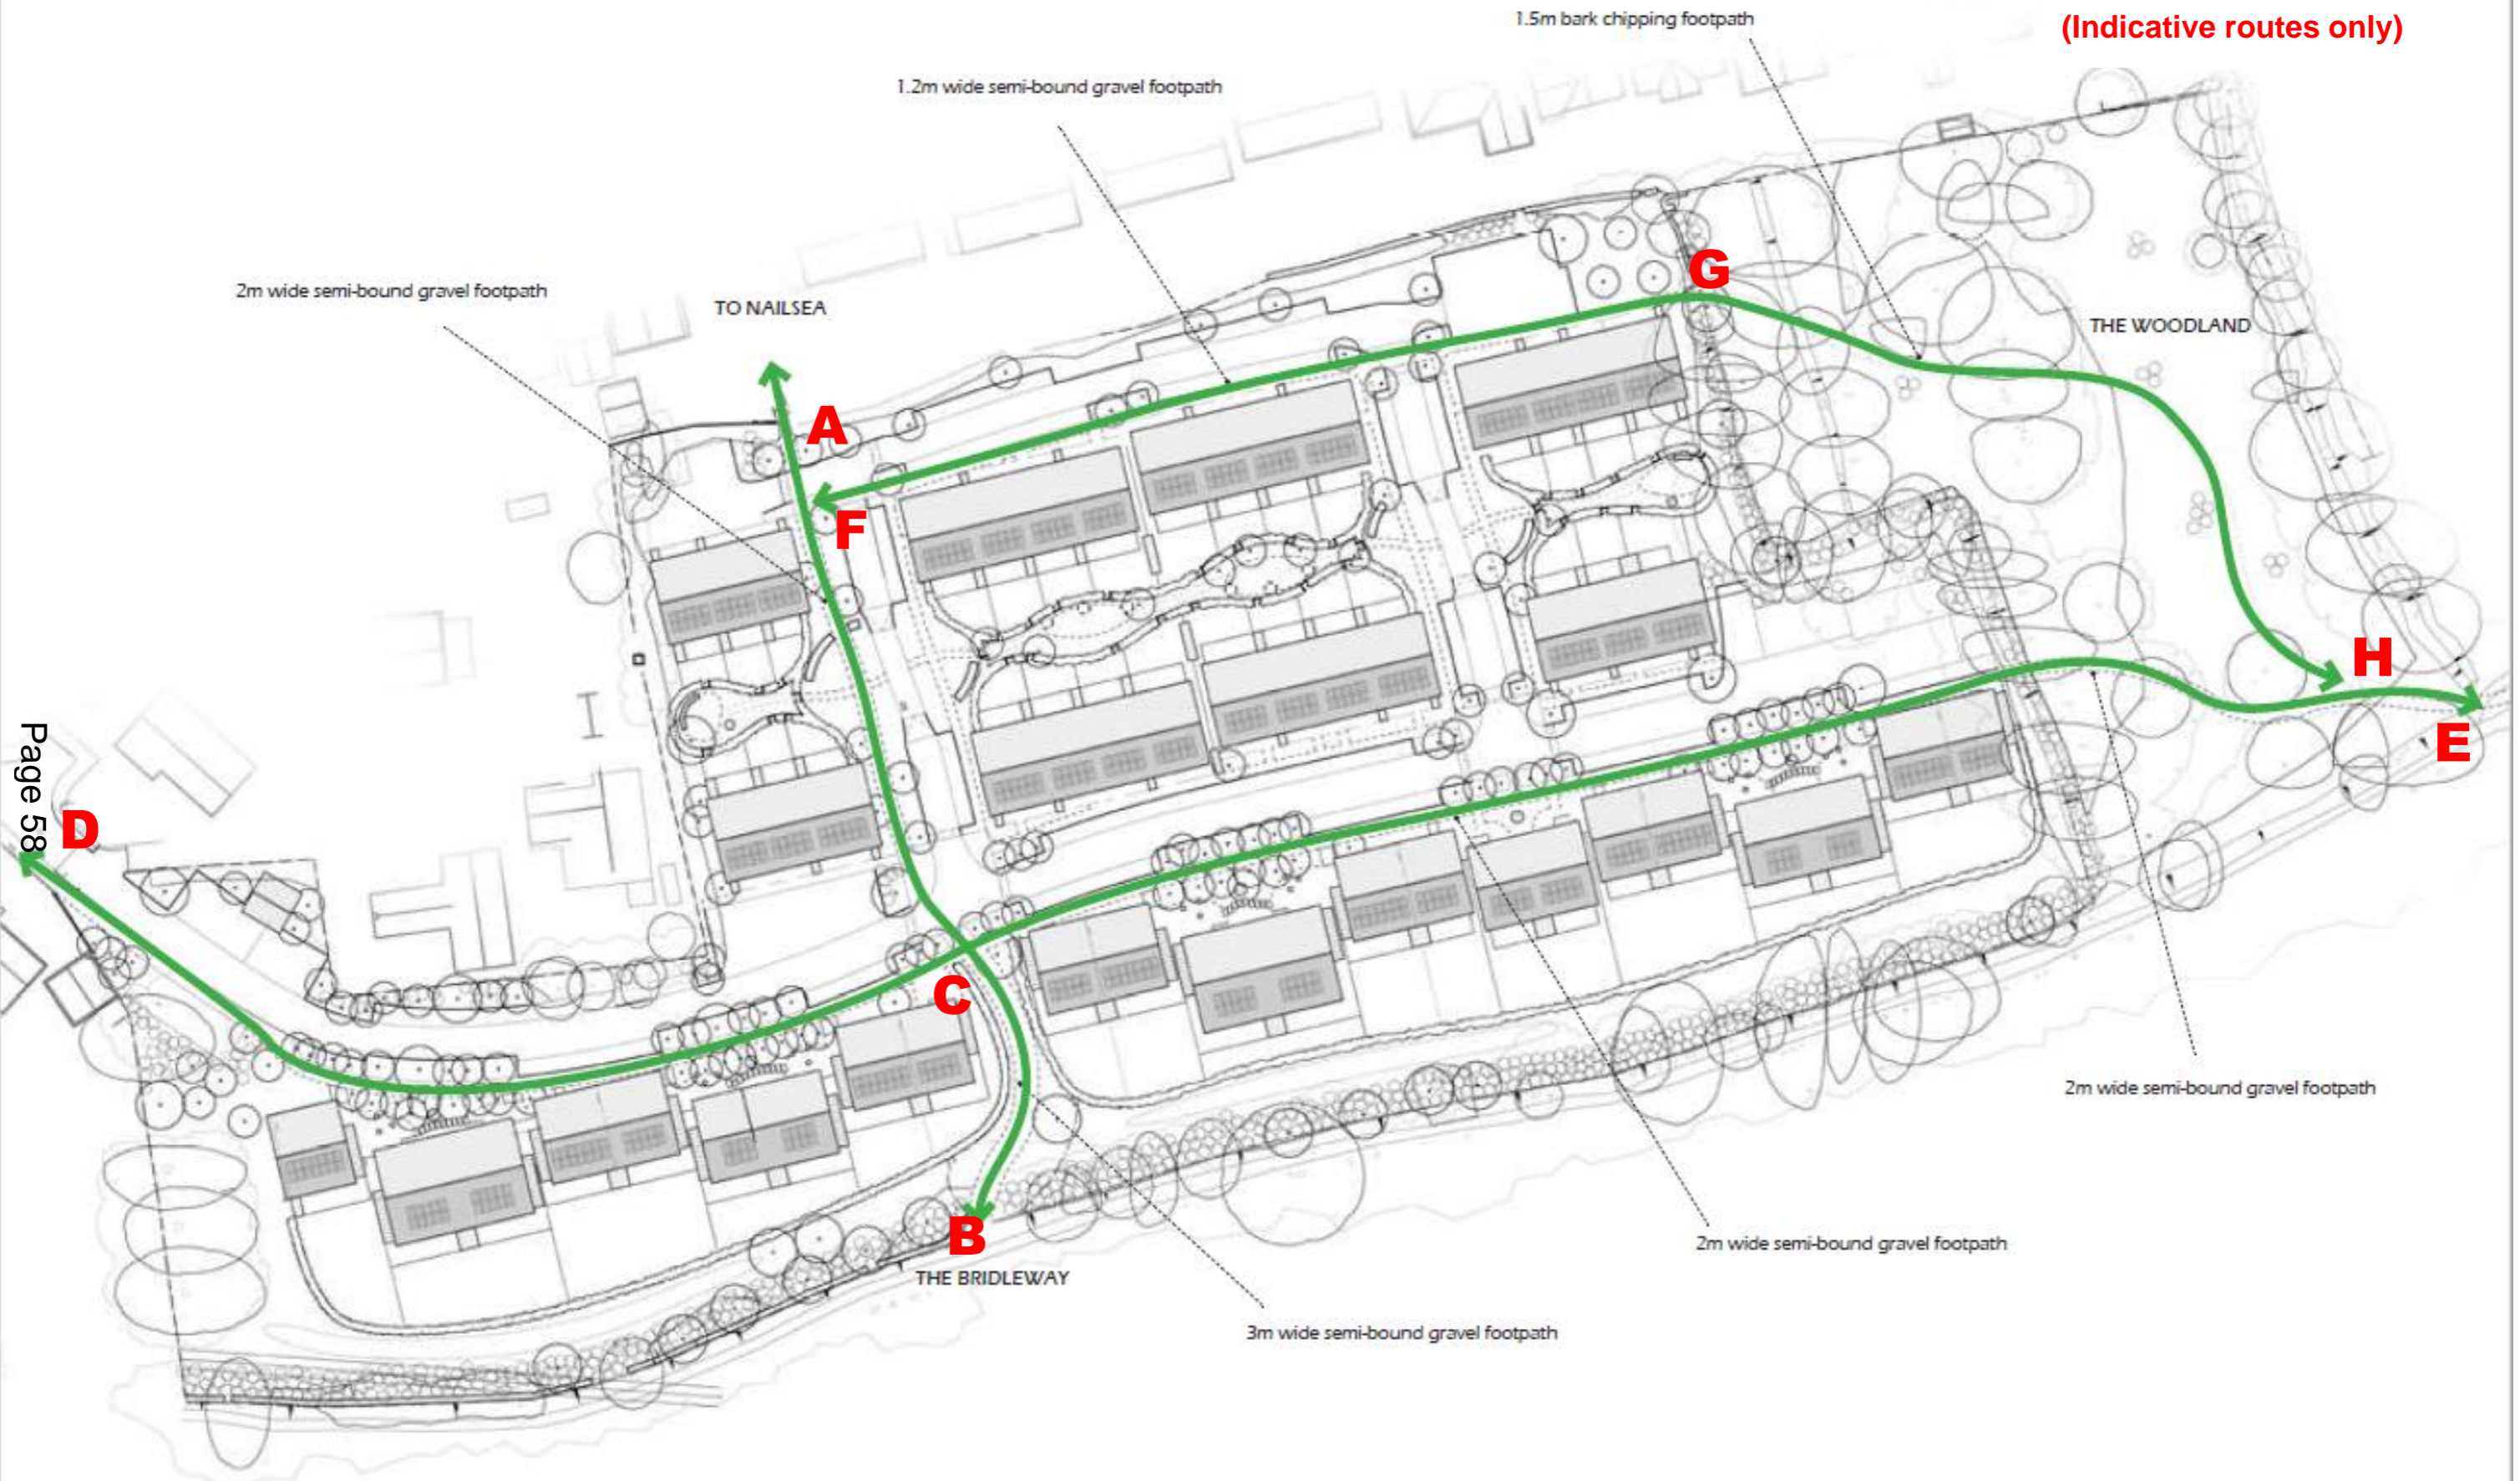 1.5m bark chipping footpath
(Indicative routes only)
1.2m wide semi-bound gravel footpath
G
2m wide semi-bound gravel footpath
TO NAILSEA
THE WOODLAND
A
F
H
Page 58
D
E
C
2m wide semi-bound gravel footpath
B
2m wide semi-bound gravel footpath
THE BRIDLEWAY
3m wide semi-bound gravel footpath